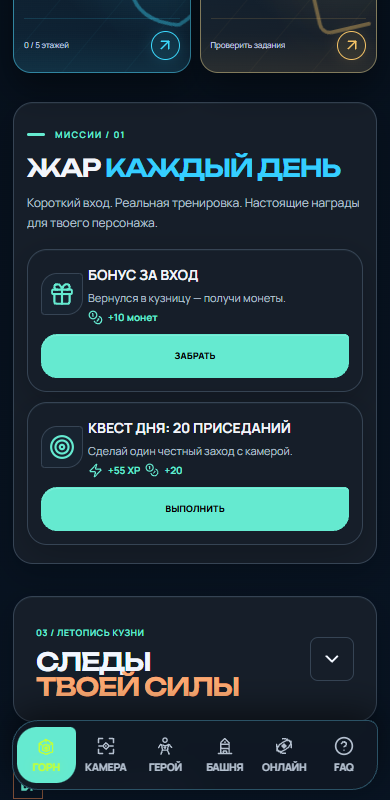 0 / 5 этажей
Проверить задания
МИССИИ / 01
ЖАР КАЖДЫЙ ДЕНЬ
Короткий вход. Реальная тренировка. Настоящие награды
для твоего персонажа.
БОНУС ЗА ВХОД
Вернулся в кузницу — получи монеты.
+10 монет
ЗАБРАТЬ
КВЕСТ ДНЯ: 20 ПРИСЕДАНИЙ
Сделай один честный заход с камерой.
+55 XP +20
ВЫПОЛНИТЬ
03 / ЛЕТОПИСЬ КУЗНИ
СЛЕДЫ
ТВОЕЙ СИЛЫ
ГОРН КАМЕРА ГЕРОЙ БАШНЯ ОНЛАЙН FAQ